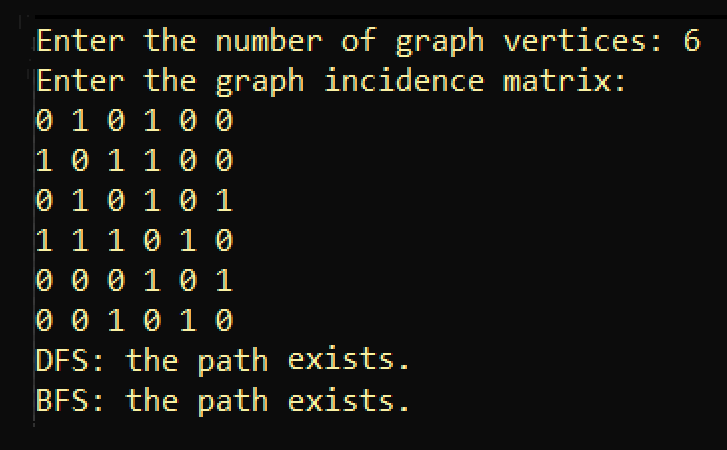 Enter the number of graph vertices: 6
Enter the graph incidence matrix:
0 1 0 1 0 0
1 0 1 1 0 0
0 1 0 1 0 1
1 1 1 0 1 0
0 0 0 1 0 1
0 0 1 0 1 0
DFS: the path exists.
BFS: the path exists.